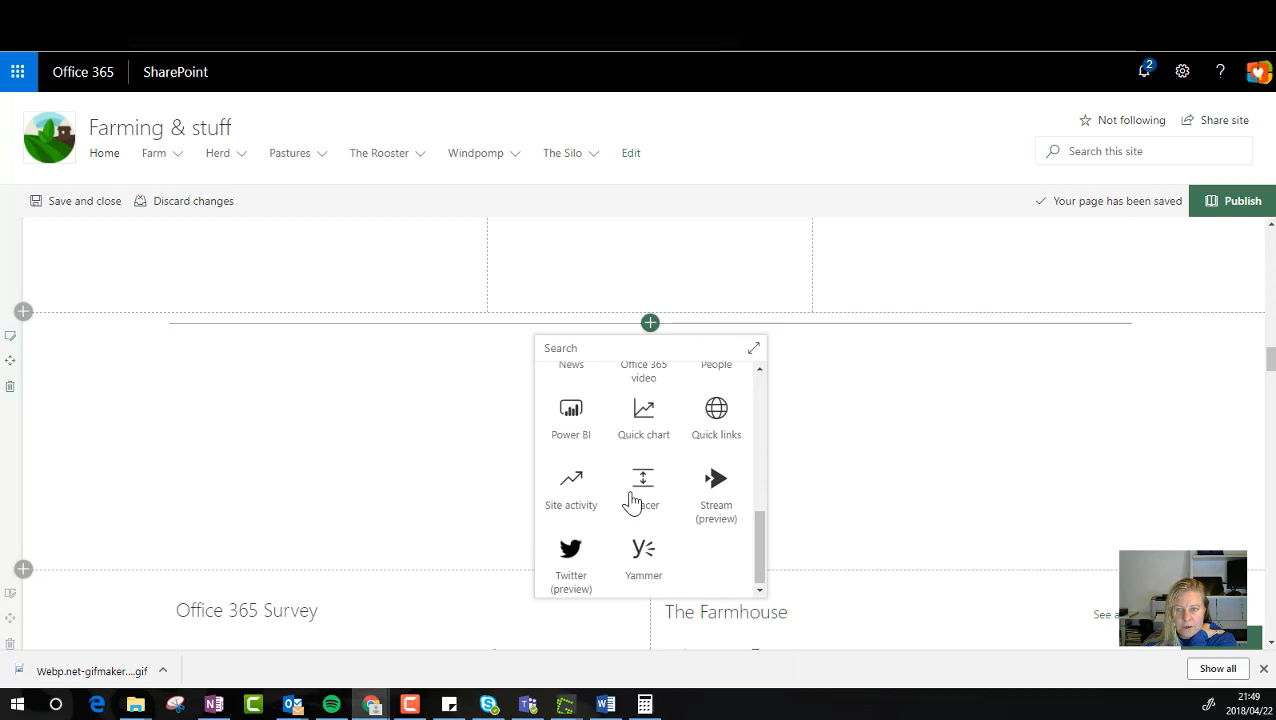 Office 365
SharePoint
2
?
Farming & stuff
Not following
Share site
Home
Farm
Herd
Pastures
The Rooster
Windpomp
The Silo
Edit
Search this site
Save and close
Discard changes
Your page has been saved
Publish
Search
News
Office 365 video
People
Power BI
Quick chart
Quick links
Site activity
Stream (preview)
Twitter (preview)
Yammer
Office 365 Survey
The Farmhouse
See
Webp.net-gifmaker....gif
Show all
21:49
2018/04/22